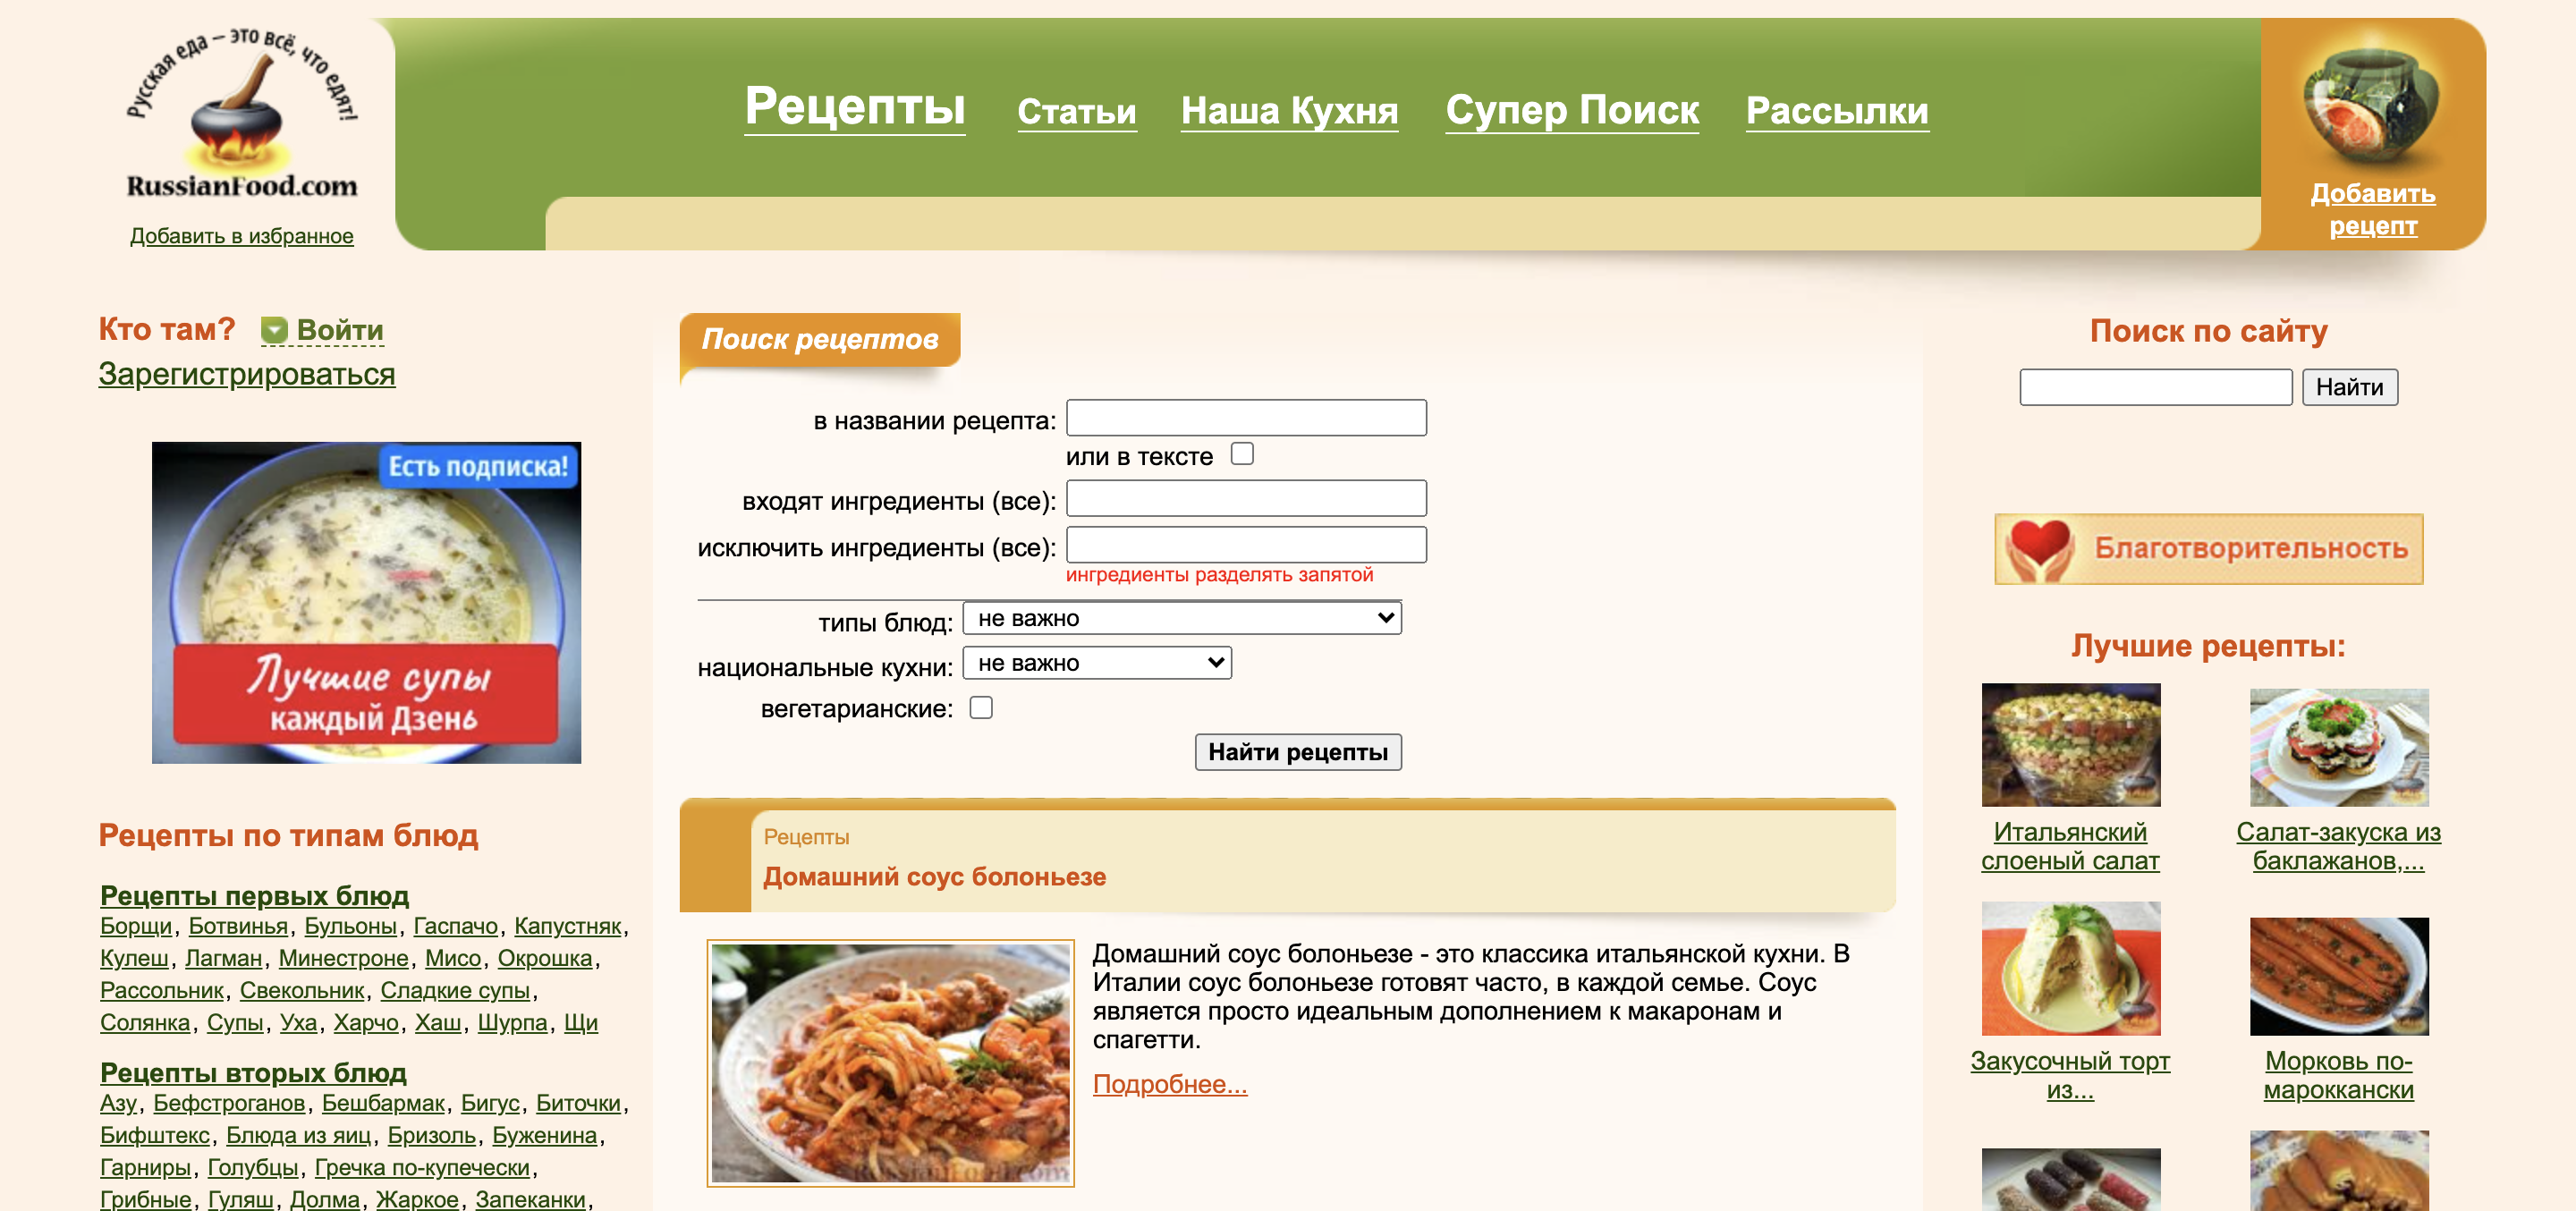 Русская еда – это всё, что едят!
RussianFood.com
Добавить в избранное
Рецепты Статьи Наша Кухня Супер Поиск Рассылки
Добавить
рецепт
Кто там? Войти
Зарегистрироваться
Есть подписка!
Лучшие супы
каждый Дзень
Рецепты по типам блюд
Рецепты первых блюд
Борщи, Ботвинья, Бульоны, Гаспачо, Капустняк,
Кулеш, Лагман, Минестроне, Мисо, Окрошка,
Рассольник, Свекольник, Сладкие супы,
Солянка, Супы, Уха, Харчо, Хаш, Шурпа, Щи
Рецепты вторых блюд
Азу, Бефстроганов, Бешбармак, Бигус, Биточки,
Бифштекс, Блюда из яиц, Бризоль, Буженина,
Гарниры, Голубцы, Гречка по-купечески,
Грибные, Гуляш, Долма, Жаркое, Запеканки,
Поиск рецептов
в названии рецепта:
или в тексте
входят ингредиенты (все):
исключить ингредиенты (все):
ингредиенты разделять запятой
типы блюд: не важно
национальные кухни: не важно
вегетарианские:
Найти рецепты
Рецепты
Домашний соус болоньезе
RussianFood.com
Домашний соус болоньезе - это классика итальянской кухни. В
Италии соус болоньезе готовят часто, в каждой семье. Соус
является просто идеальным дополнением к макаронам и
спагетти.
Подробнее...
Поиск по сайту
Найти
Благотворительность
Лучшие рецепты:
Итальянский
слоеный салат
Салат-закуска из
баклажанов,...
Закусочный торт
из...
Морковь по-
мароккански